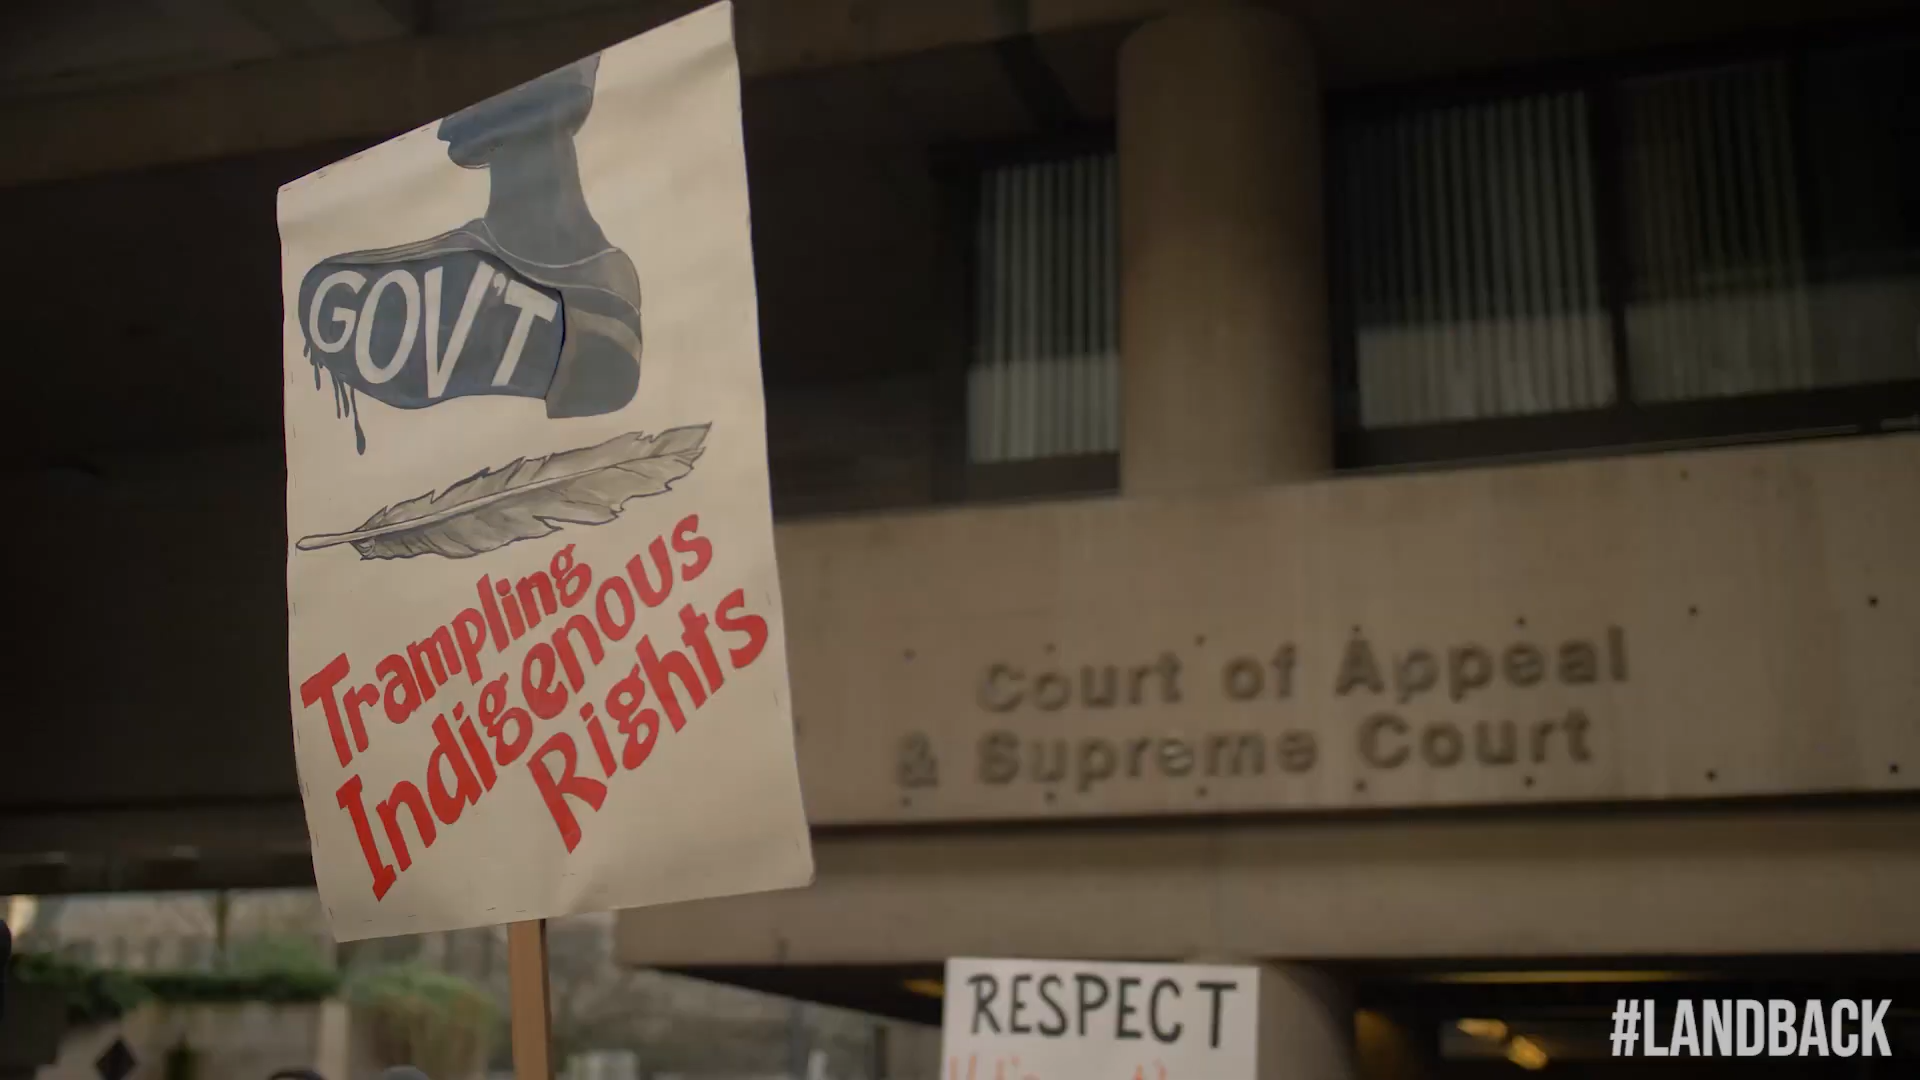 GOV'T
Trampling
Indigenous
Rights
Court of Appeal
& Supreme Court
RESPECT
#LANDBACK